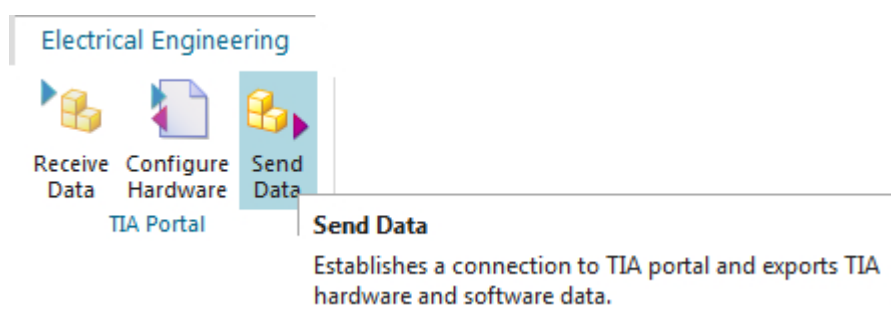 Electrical Engineering
Receive Configure Send
Data Hardware Data
TIA Portal
Send Data
Establishes a connection to TIA portal and exports TIA
hardware and software data.